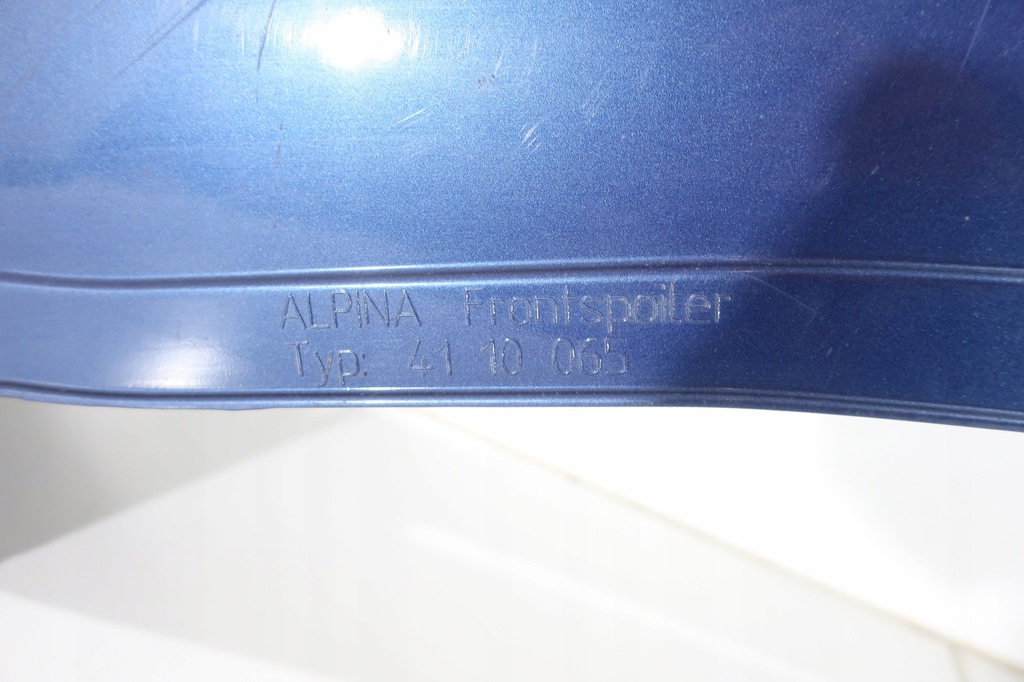 ALPINA Frontspoiler
Typ: 41 10 065